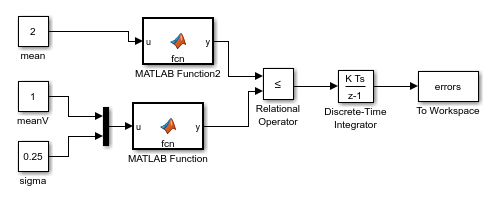 2
mean
u
fcn
y
MATLAB Function2
1
meanV
0.25
sigma
u
fcn
y
MATLAB Function
≤
Relational
Operator
K Ts
z-1
Discrete-Time
Integrator
errors
To Workspace